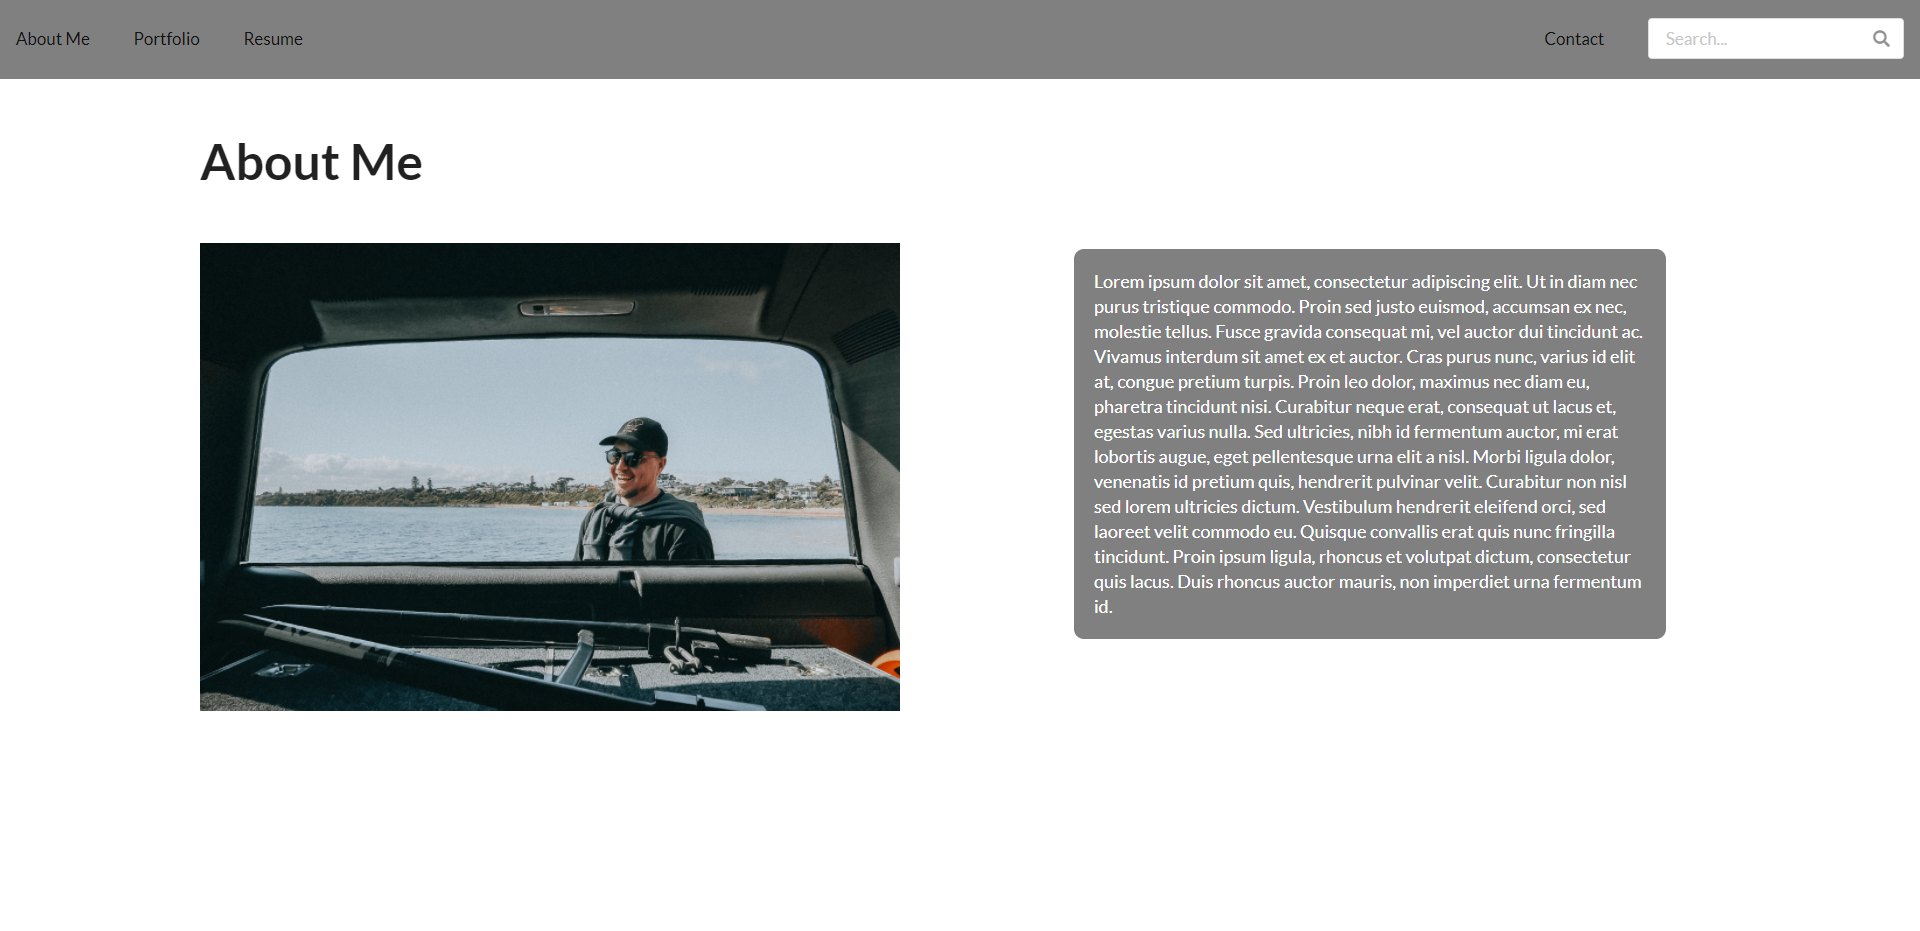 About Me Portfolio Resume Contact Search...
About Me
Lorem ipsum dolor sit amet, consectetur adipiscing elit. Ut in diam nec
purus tristique commodo. Proin sed justo euismod, accumsan ex nec,
molestie tellus. Fusce gravida consequat mi, vel auctor dui tincidunt ac.
Vivamus interdum sit amet ex et auctor. Cras purus nunc, varius id elit
at, congue pretium turpis. Proin leo dolor, maximus nec diam eu,
pharetra tincidunt nisi. Curabitur neque erat, consequat ut lacus et,
egestas varius nulla. Sed ultricies, nibh id fermentum auctor, mi erat
lobortis augue, eget pellentesque urna elit a nisl. Morbi ligula dolor,
venenatis id pretium quis, hendrerit pulvinar velit. Curabitur non nisl
sed lorem ultricies dictum. Vestibulum hendrerit eleifend orci, sed
laoreet velit commodo eu. Quisque convallis erat quis nunc fringilla
tincidunt. Proin ipsum ligula, rhoncus et volutpat dictum, consectetur
quis lacus. Duis rhoncus auctor mauris, non imperdiet urna fermentum
id.